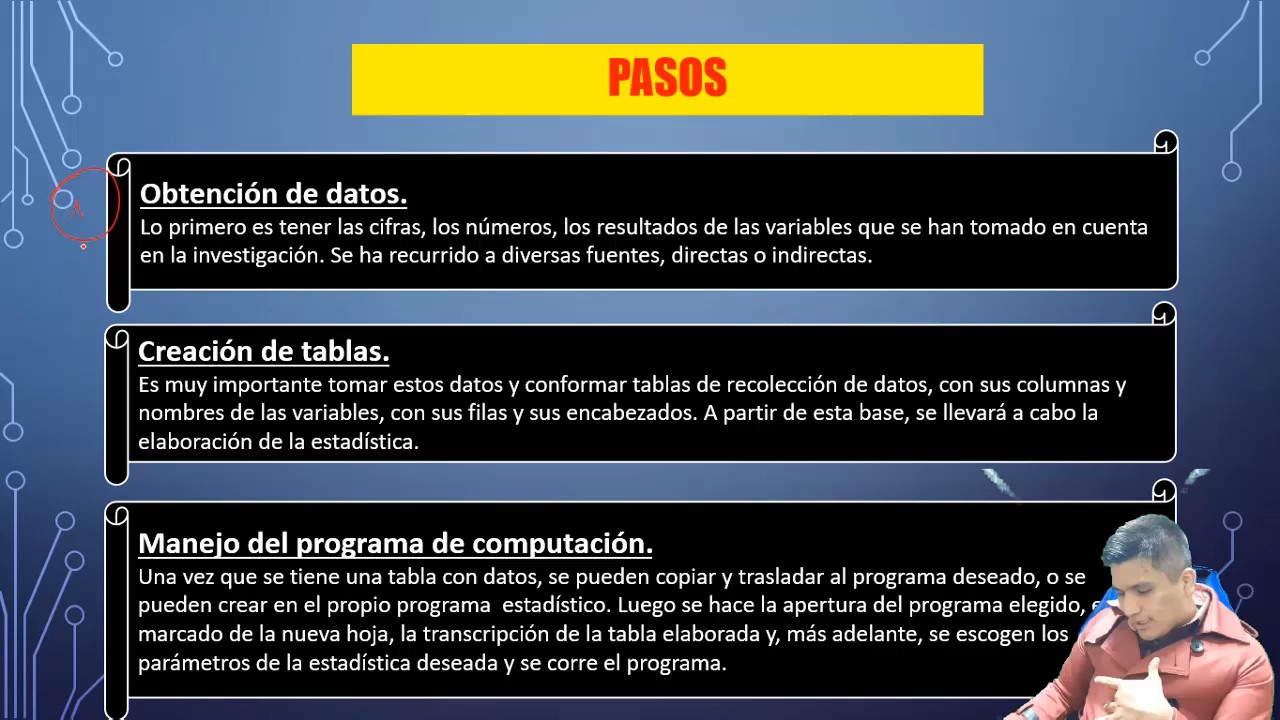 PASOS
Obtención de datos.
Lo primero es tener las cifras, los números, los resultados de las variables que se han tomado en cuenta
en la investigación. Se ha recurrido a diversas fuentes, directas o indirectas.
Creación de tablas.
Es muy importante tomar estos datos y conformar tablas de recolección de datos, con sus columnas y
nombres de las variables, con sus filas y sus encabezados. A partir de esta base, se llevará a cabo la
elaboración de la estadística.
Manejo del programa de computación.
Una vez que se tiene una tabla con datos, se pueden copiar y trasladar al programa deseado, o se
pueden crear en el propio programa estadístico. Luego se hace la apertura del programa elegido,
marcado de la nueva hoja, la transcripción de la tabla elaborada y, más adelante, se escogen los
parámetros de la estadística deseada y se corre el programa.